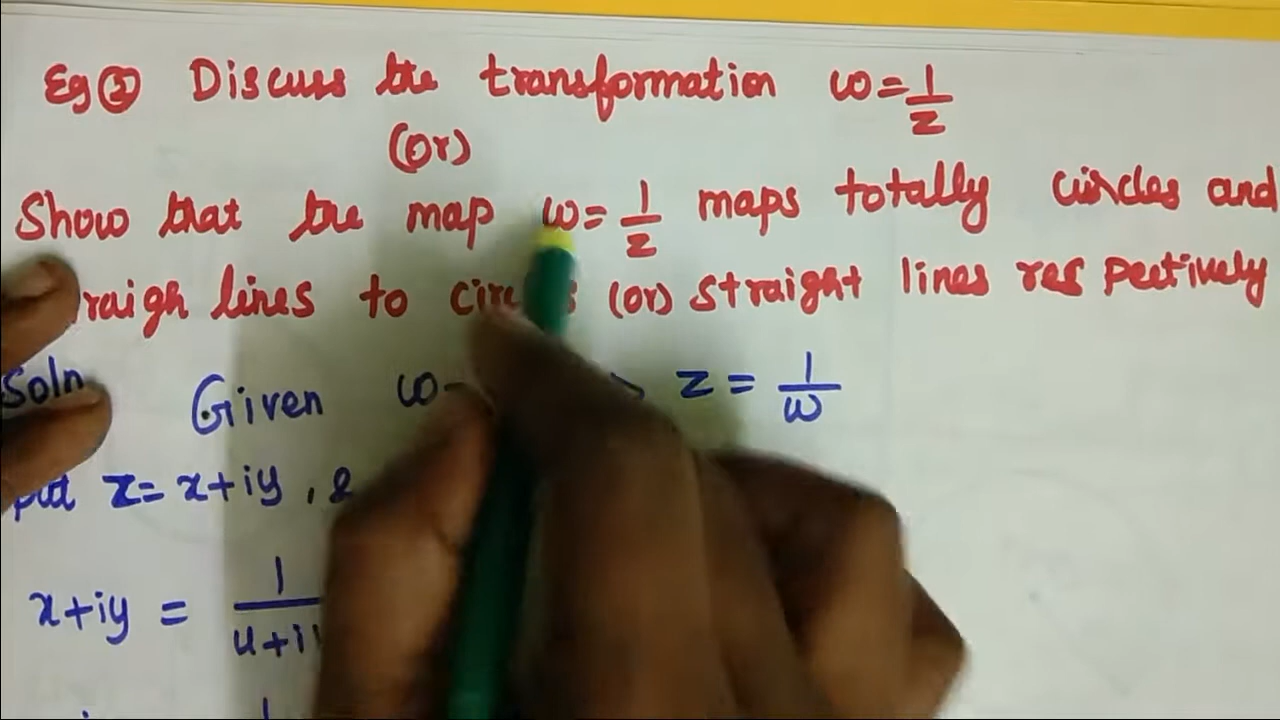 Eg② Discuss the transformation ω=1/z
(Or)
Show that the map ω=1/z maps totally circles and
raigh lines to (or) straight lines respectively
Soln Given ω z = 1/ω
put z=x+iy, &
x+iy = 1/u+i